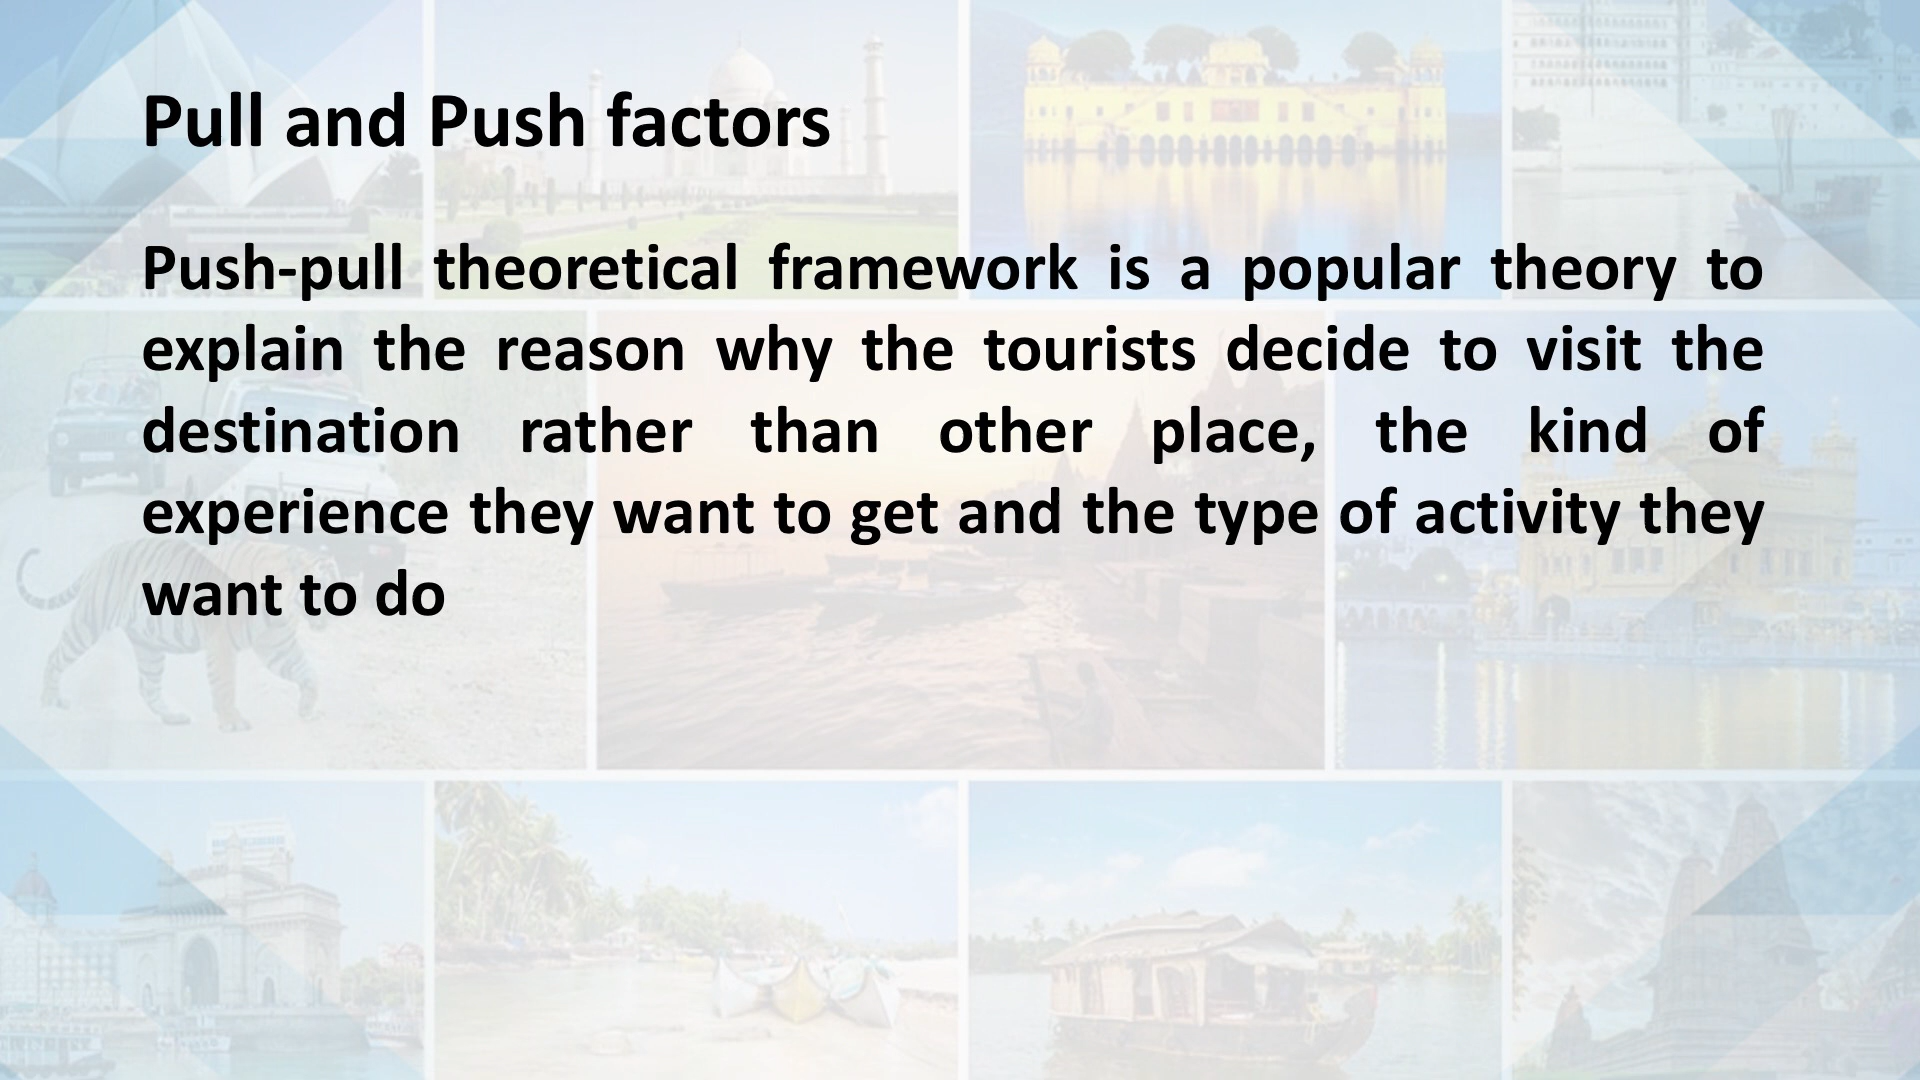 Pull and Push factors
Push-pull theoretical framework is a popular theory to
explain the reason why the tourists decide to visit the
destination rather than other place, the kind of
experience they want to get and the type of activity they
want to do